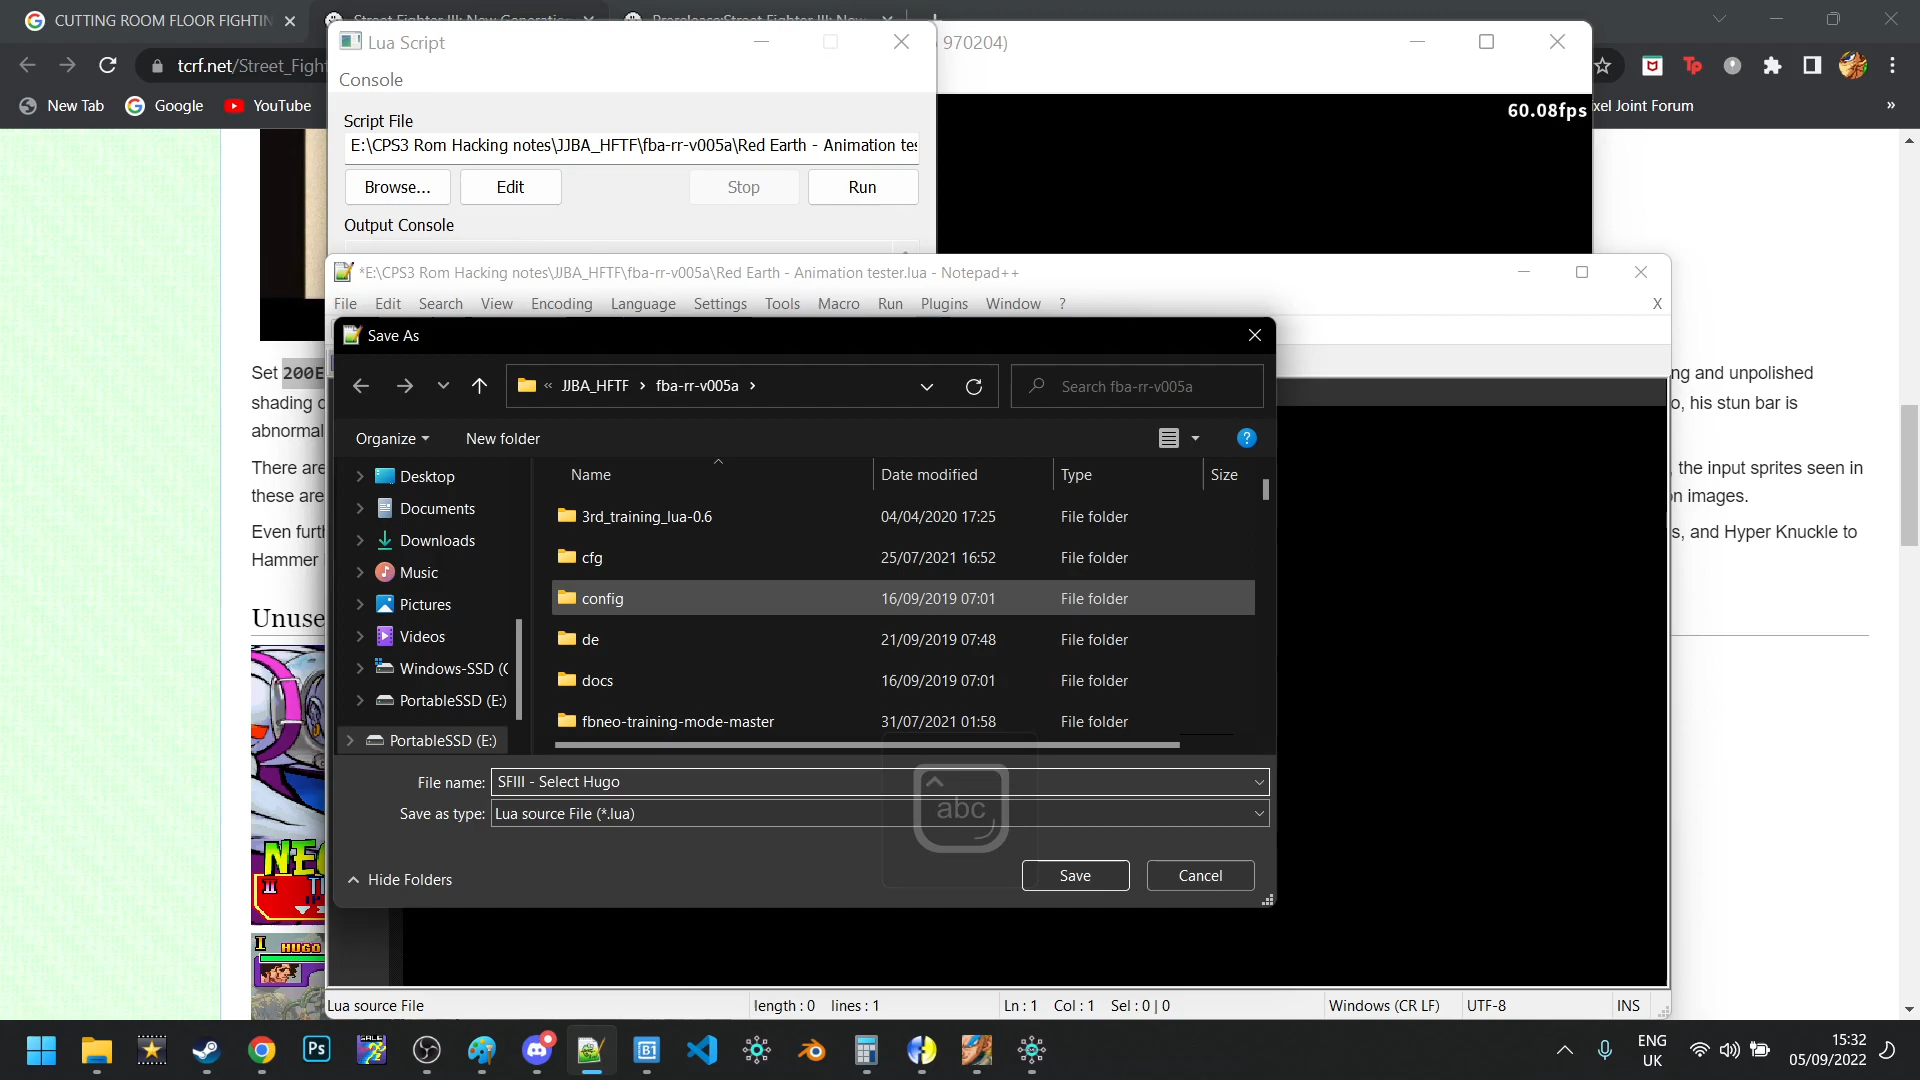 CUTTING ROOM FLOOR FIGHTIN
tcrf.net/Street_Fight
New Tab
Google
YouTube
xel Joint Forum
»
Lua Script
970204)
Console
60.08fps
Script File
E:\CPS3 Rom Hacking notes\JJBA_HFTF\fba-rr-v005a\Red Earth - Animation tes
Browse...
Edit
Stop
Run
Output Console
*E:\CPS3 Rom Hacking notes\JJBA_HFTF\fba-rr-v005a\Red Earth - Animation tester.lua - Notepad++
File Edit Search View Encoding Language Settings Tools Macro Run Plugins Window ?
X
Save As
« JJBA_HFTF > fba-rr-v005a >
Search fba-rr-v005a
Organize
New folder
?
Desktop
Documents
Downloads
Music
Pictures
Videos
Windows-SSD (C
PortableSSD (E:)
PortableSSD (E:)
Name Date modified Type Size
3rd_training_lua-0.6 04/04/2020 17:25 File folder
cfg 25/07/2021 16:52 File folder
config 16/09/2019 07:01 File folder
de 21/09/2019 07:48 File folder
docs 16/09/2019 07:01 File folder
fbneo-training-mode-master 31/07/2021 01:58 File folder
File name: SFIII - Select Hugo
Save as type: Lua source File (*.lua)
abc
Hide Folders
Save
Cancel
Set 200E
shading
abnormal
There are
these are
Even furt
Hammer
ng and unpolished
o, his stun bar is
, the input sprites seen in
on images.
s, and Hyper Knuckle to
Unuse
NEO
III
I HUGO
Lua source File
length : 0 lines : 1
Ln : 1 Col : 1 Sel : 0 | 0
Windows (CR LF)
UTF-8
INS
Ps
ENG
UK
15:32
05/09/2022